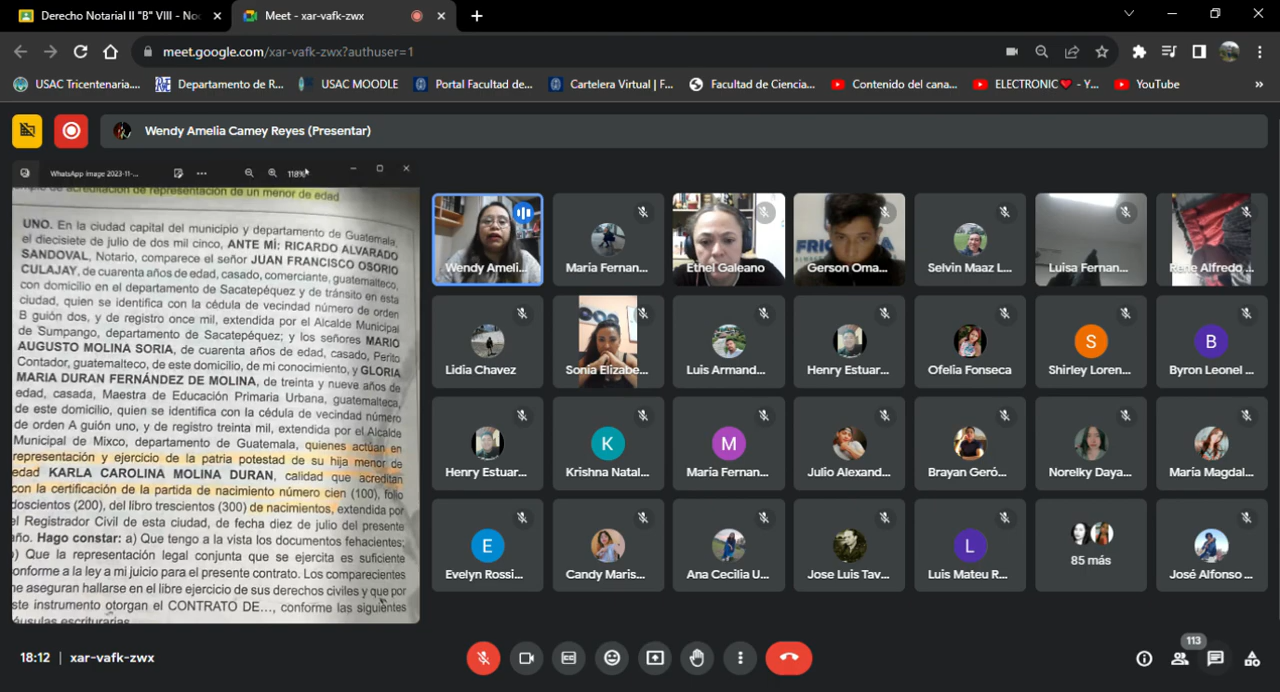 Derecho Notarial II "B" VIII - No
Meet - xar-vafk-zwx
meet.google.com/xar-vafk-zwx?authuser=1
USAC Tricentenaria....
Departamento de R...
USAC MOODLE
Portal Facultad de...
Cartelera Virtual | F...
Facultad de Ciencia...
Contenido del cana...
ELECTRONIC❤️ - Y...
YouTube
»
Wendy Amelia Camey Reyes (Presentar)
WhatsApp Image 2023-11-...
118%
acreditación de representación de un menor de edad
UNO. En la ciudad capital del municipio y departamento de Guatemala,
el diecisiete de julio de dos mil cinco, ANTE MÍ: RICARDO ALVARADO
SANDOVAL, Notario, comparece el señor JUAN FRANCISCO OSORIO
CULAJAY, de cuarenta años de edad, casado, comerciante, guatemalteco,
con domicilio en el departamento de Sacatepéquez y de tránsito en esta
ciudad, quien se identifica con la cédula de vecindad número de orden
B guión dos, y de registro once mil, extendida por el Alcalde Municipal
de Sumpango, departamento de Sacatepéquez; y los señores MARIO
AUGUSTO MOLINA SORIA, de cuarenta años de edad, casado, Perito
Contador, guatemalteco, de este domicilio, de mi conocimiento, y GLORIA
MARIA DURAN FERNÁNDEZ DE MOLINA, de treinta y nueve años de
edad, casada, Maestra de Educación Primaria Urbana, guatemalteca,
de este domicilio, quien se identifica con la cédula de vecindad número
de orden A guión uno, y de registro treinta mil, extendida por el Alcalde
Municipal de Mixco, departamento de Guatemala, quienes actúan en
representación y ejercicio de la patria potestad de su hija menor de
edad KARLA CAROLINA MOLINA DURAN, calidad que acreditan
con la certificación de la partida de nacimiento número cien (100), folio
doscientos (200), del libro trescientos (300) de nacimientos, extendida por
el Registrador Civil de esta ciudad, de fecha diez de julio del presente
año. Hago constar: a) Que tengo a la vista los documentos fehacientes;
) Que la representación legal conjunta que se ejercita es suficiente
conforme a la ley a mi juicio para el presente contrato. Los comparecientes
me aseguran hallarse en el libre ejercicio de sus derechos civiles y que por
ste instrumento otorgan el CONTRATO DE..., conforme las siguientes
áusulas escriturarias
Wendy Ameli...
María Fernan...
Ethel Galeano
Gerson Oma...
Selvin Maaz L...
Luisa Fernan...
Rene Alfredo ...
Lidia Chavez
Sonia Elizabe...
Luis Armand...
Henry Estuar...
Ofelia Fonseca
S
Shirley Loren...
B
Byron Leonel ...
Henry Estuar...
K
Krishna Natal...
M
María Fernan...
Julio Alexand...
Brayan Geró...
Norelky Daya...
María Magdal...
E
Evelyn Rossi...
Candy Maris...
Ana Cecilia U...
Jose Luis Tav...
L
Luis Mateu R...
85 más
José Alfonso ...
18:12 | xar-vafk-zwx
113